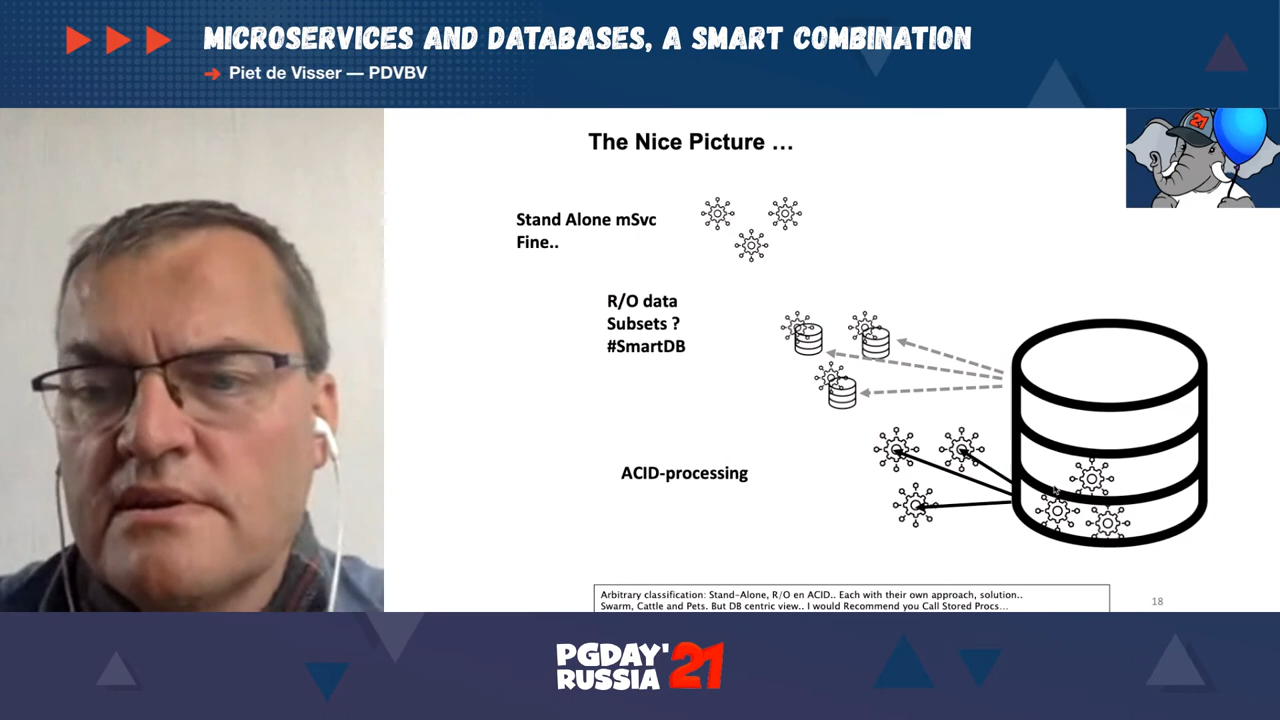 MICROSERVICES AND DATABASES, A SMART COMBINATION
Piet de Visser — PDVBV
21
The Nice Picture …
Stand Alone mSvc
Fine..
R/O data
Subsets ?
#SmartDB
ACID-processing
Arbitrary classification: Stand-Alone, R/O en ACID.. Each with their own approach, solution..
Swarm, Cattle and Pets. But DB centric view.. I would Recommend you Call Stored Procs…
18
PGDAY'21
RUSSIA